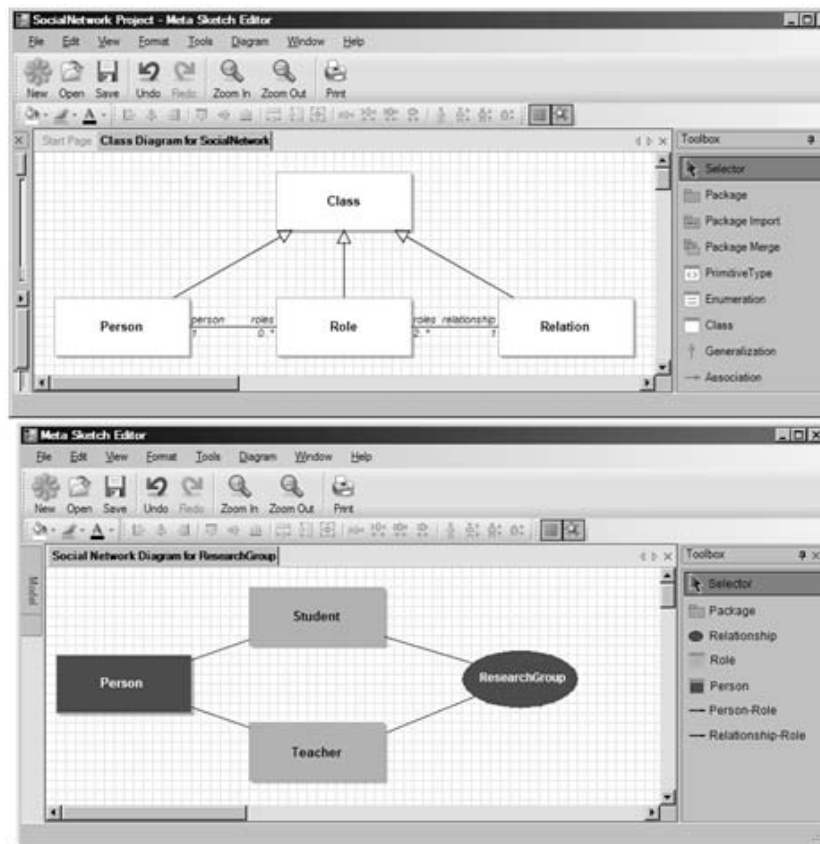 SocialNetwork Project - Meta Sketch Editor
File Edit View Format Tools Diagram Window Help
New Open Save Undo Redo Zoom In Zoom Out Print
Start Page Class Diagram for SocialNetwork
Toolbox
Class
Selector
Package
Package Import
Package Merge
PrimitiveType
Enumeration
Class
Generalization
Association
person roles roles relationship
Person Role Relation
1 0..* 2..* 1
Meta Sketch Editor
File Edit View Format Tools Diagram Window Help
New Open Save Undo Redo Zoom In Zoom Out Print
Social Network Diagram for ResearchGroup
Toolbox
Model
Student
Person
ResearchGroup
Teacher
Selector
Package
Relationship
Role
Person
Person-Role
Relationship-Role